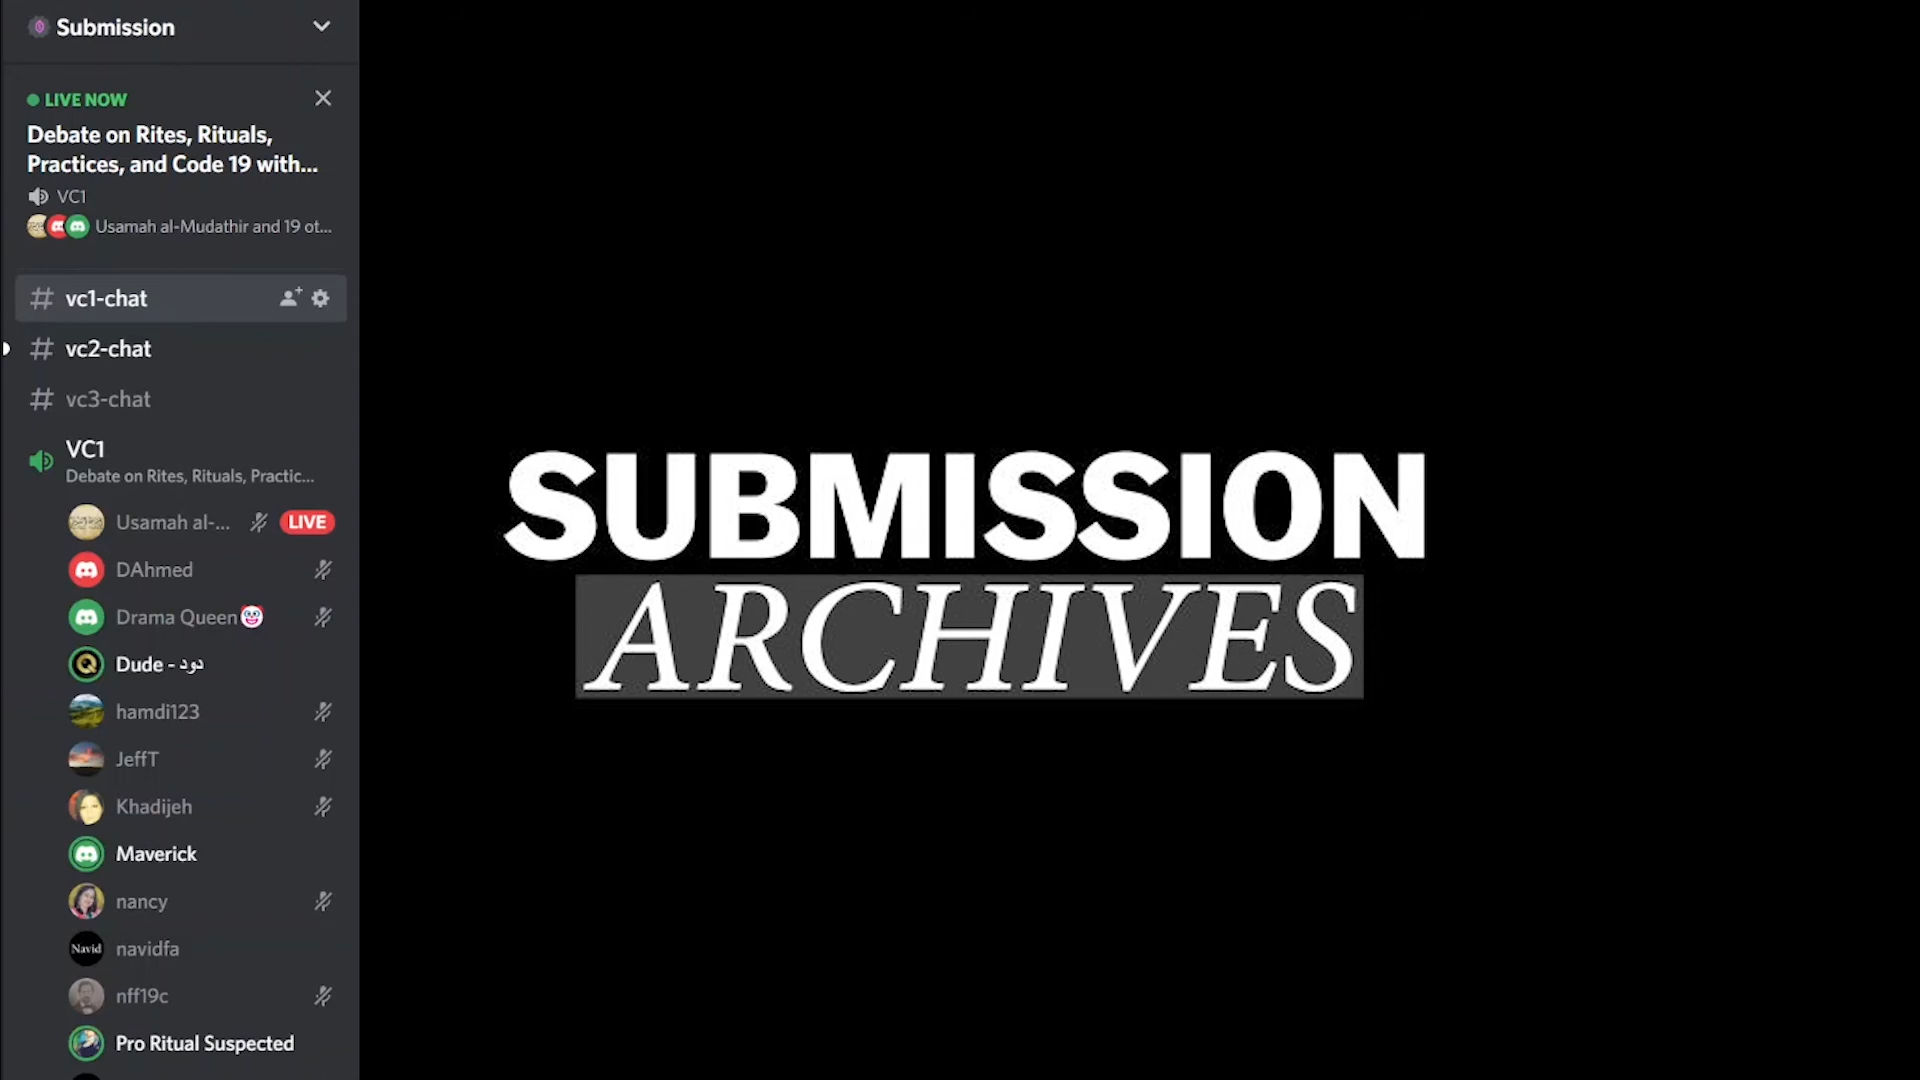 Submission
LIVE NOW
Debate on Rites, Rituals,
Practices, and Code 19 with...
VC1
Usamah al-Mudathir and 19 ot...
# vc1-chat
# vc2-chat
# vc3-chat
VC1
Debate on Rites, Rituals, Practic...
Usamah al-... LIVE
DAhmed
Drama Queen
Dude - دود
hamdi123
JeffT
Khadijeh
Maverick
nancy
Navid navidfa
nff19c
Pro Ritual Suspected
SUBMISSION
ARCHIVES